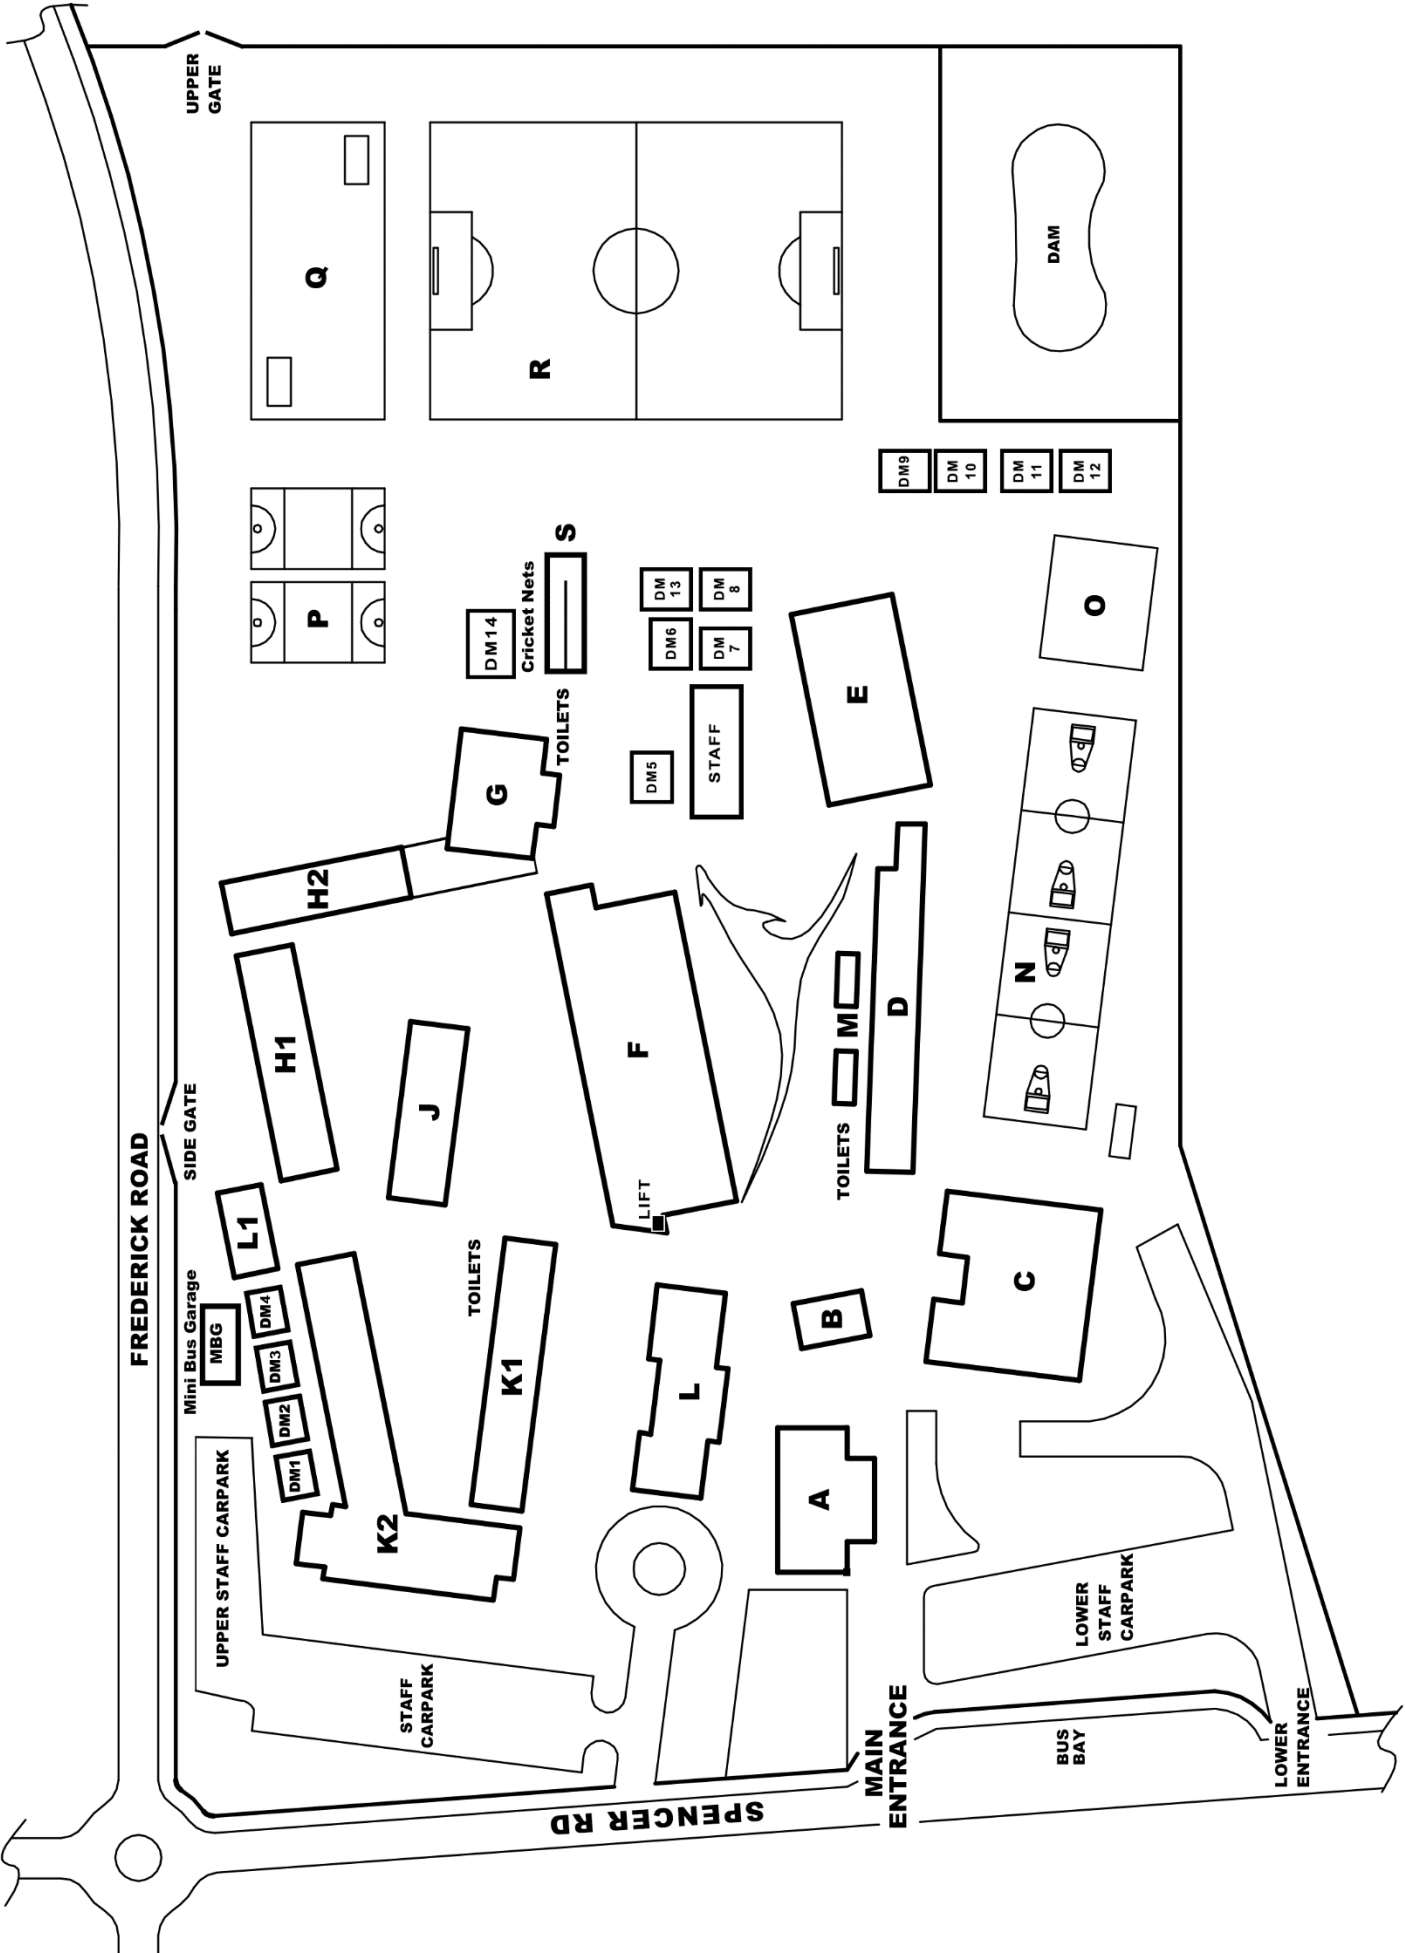 UPPER
GATE
Q
R
DAM
DM9
DM
10
DM
11
DM
12
P
S
Cricket Nets
DM14
DM
13
DM
8
DM6
DM
7
O
TOILETS
STAFF
DM5
E
G
H2
N
H1
J
F
M
D
FREDERICK ROAD
SIDE GATE
TOILETS
LIFT
L1
TOILETS
Mini Bus Garage
MBG
DM4
DM3
DM2
DM1
K1
K2
L
B
C
A
UPPER STAFF CARPARK
STAFF
CARPARK
LOWER
STAFF
CARPARK
MAIN
ENTRANCE
BUS
BAY
LOWER
ENTRANCE
SPENCER RD